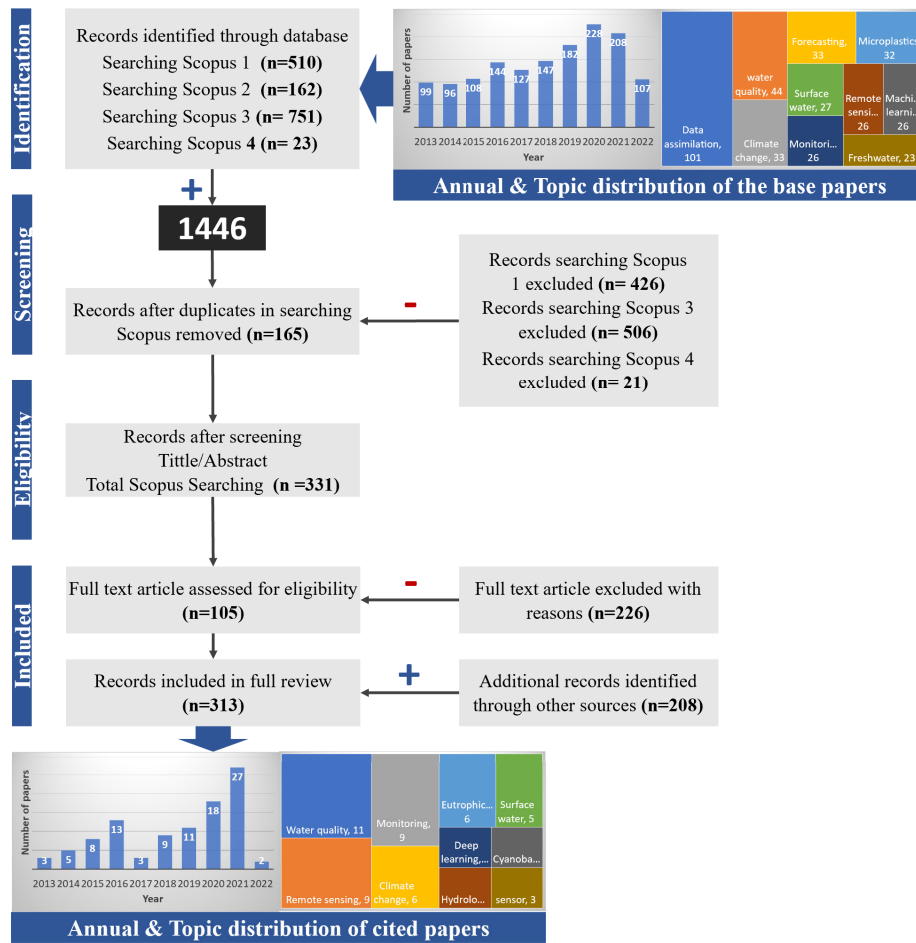 Identification
Records identified through database
Searching Scopus 1 (n=510)
Searching Scopus 2 (n=162)
Searching Scopus 3 (n= 751)
Searching Scopus 4 (n= 23)
Number of papers
99
96
108
144
127
147
182
228
208
107
2013 2014 2015 2016 2017 2018 2019 2020 2021 2022
Year
Data
assimilation,
101
water
quality, 44
Climate
change, 33
Forecasting,
33
Microplastics
32
Surface
water, 27
Remote
sensi...
26
Machi...
learni...
26
Monitori...
26
Freshwater, 23
Annual & Topic distribution of the base papers
+
1446
Screening
Records after duplicates in searching
Scopus removed (n=165)
-
Records searching Scopus
1 excluded (n= 426)
Records searching Scopus 3
excluded (n= 506)
Records searching Scopus 4
excluded (n= 21)
Eligibility
Records after screening
Tittle/Abstract
Total Scopus Searching (n =331)
Included
Full text article assessed for eligibility
(n=105)
-
Full text article excluded with
reasons (n=226)
Records included in full review
(n=313)
+
Additional records identified
through other sources (n=208)
Number of papers
3
5
8
13
3
9
11
18
27
2
2013 2014 2015 2016 2017 2018 2019 2020 2021 2022
Year
Water quality, 11
Remote sensing, 9
Monitoring,
9
Climate
change, 6
Eutrophic...
6
Surface
water, 5
Deep
learning,...
Cyanoba...
Hydrolo...
sensor, 3
Annual & Topic distribution of cited papers